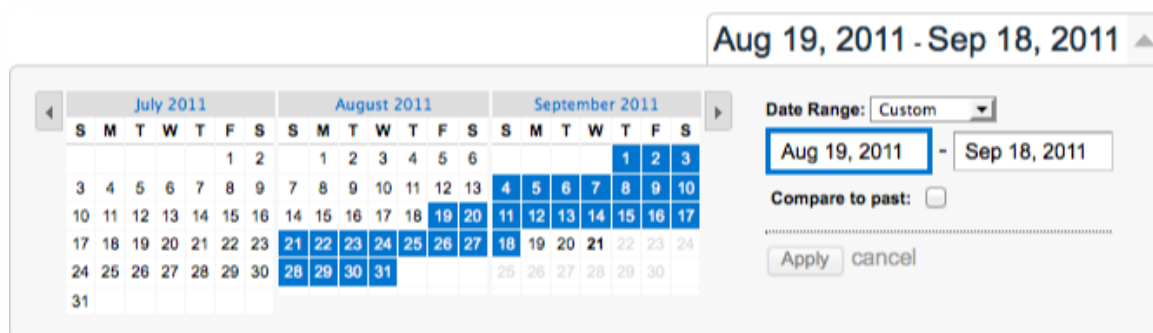 Aug 19, 2011 - Sep 18, 2011
July 2011 August 2011 September 2011
S M T W T F S S M T W T F S S M T W T F S
1 2 1 2 3 4 5 6 1 2 3
3 4 5 6 7 8 9 7 8 9 10 11 12 13 4 5 6 7 8 9 10
10 11 12 13 14 15 16 14 15 16 17 18 19 20 11 12 13 14 15 16 17
17 18 19 20 21 22 23 21 22 23 24 25 26 27 18 19 20 21 22 23 24
24 25 26 27 28 29 30 28 29 30 31 25 26 27 28 29 30
31
Date Range: Custom
Aug 19, 2011 - Sep 18, 2011
Compare to past:
Apply cancel